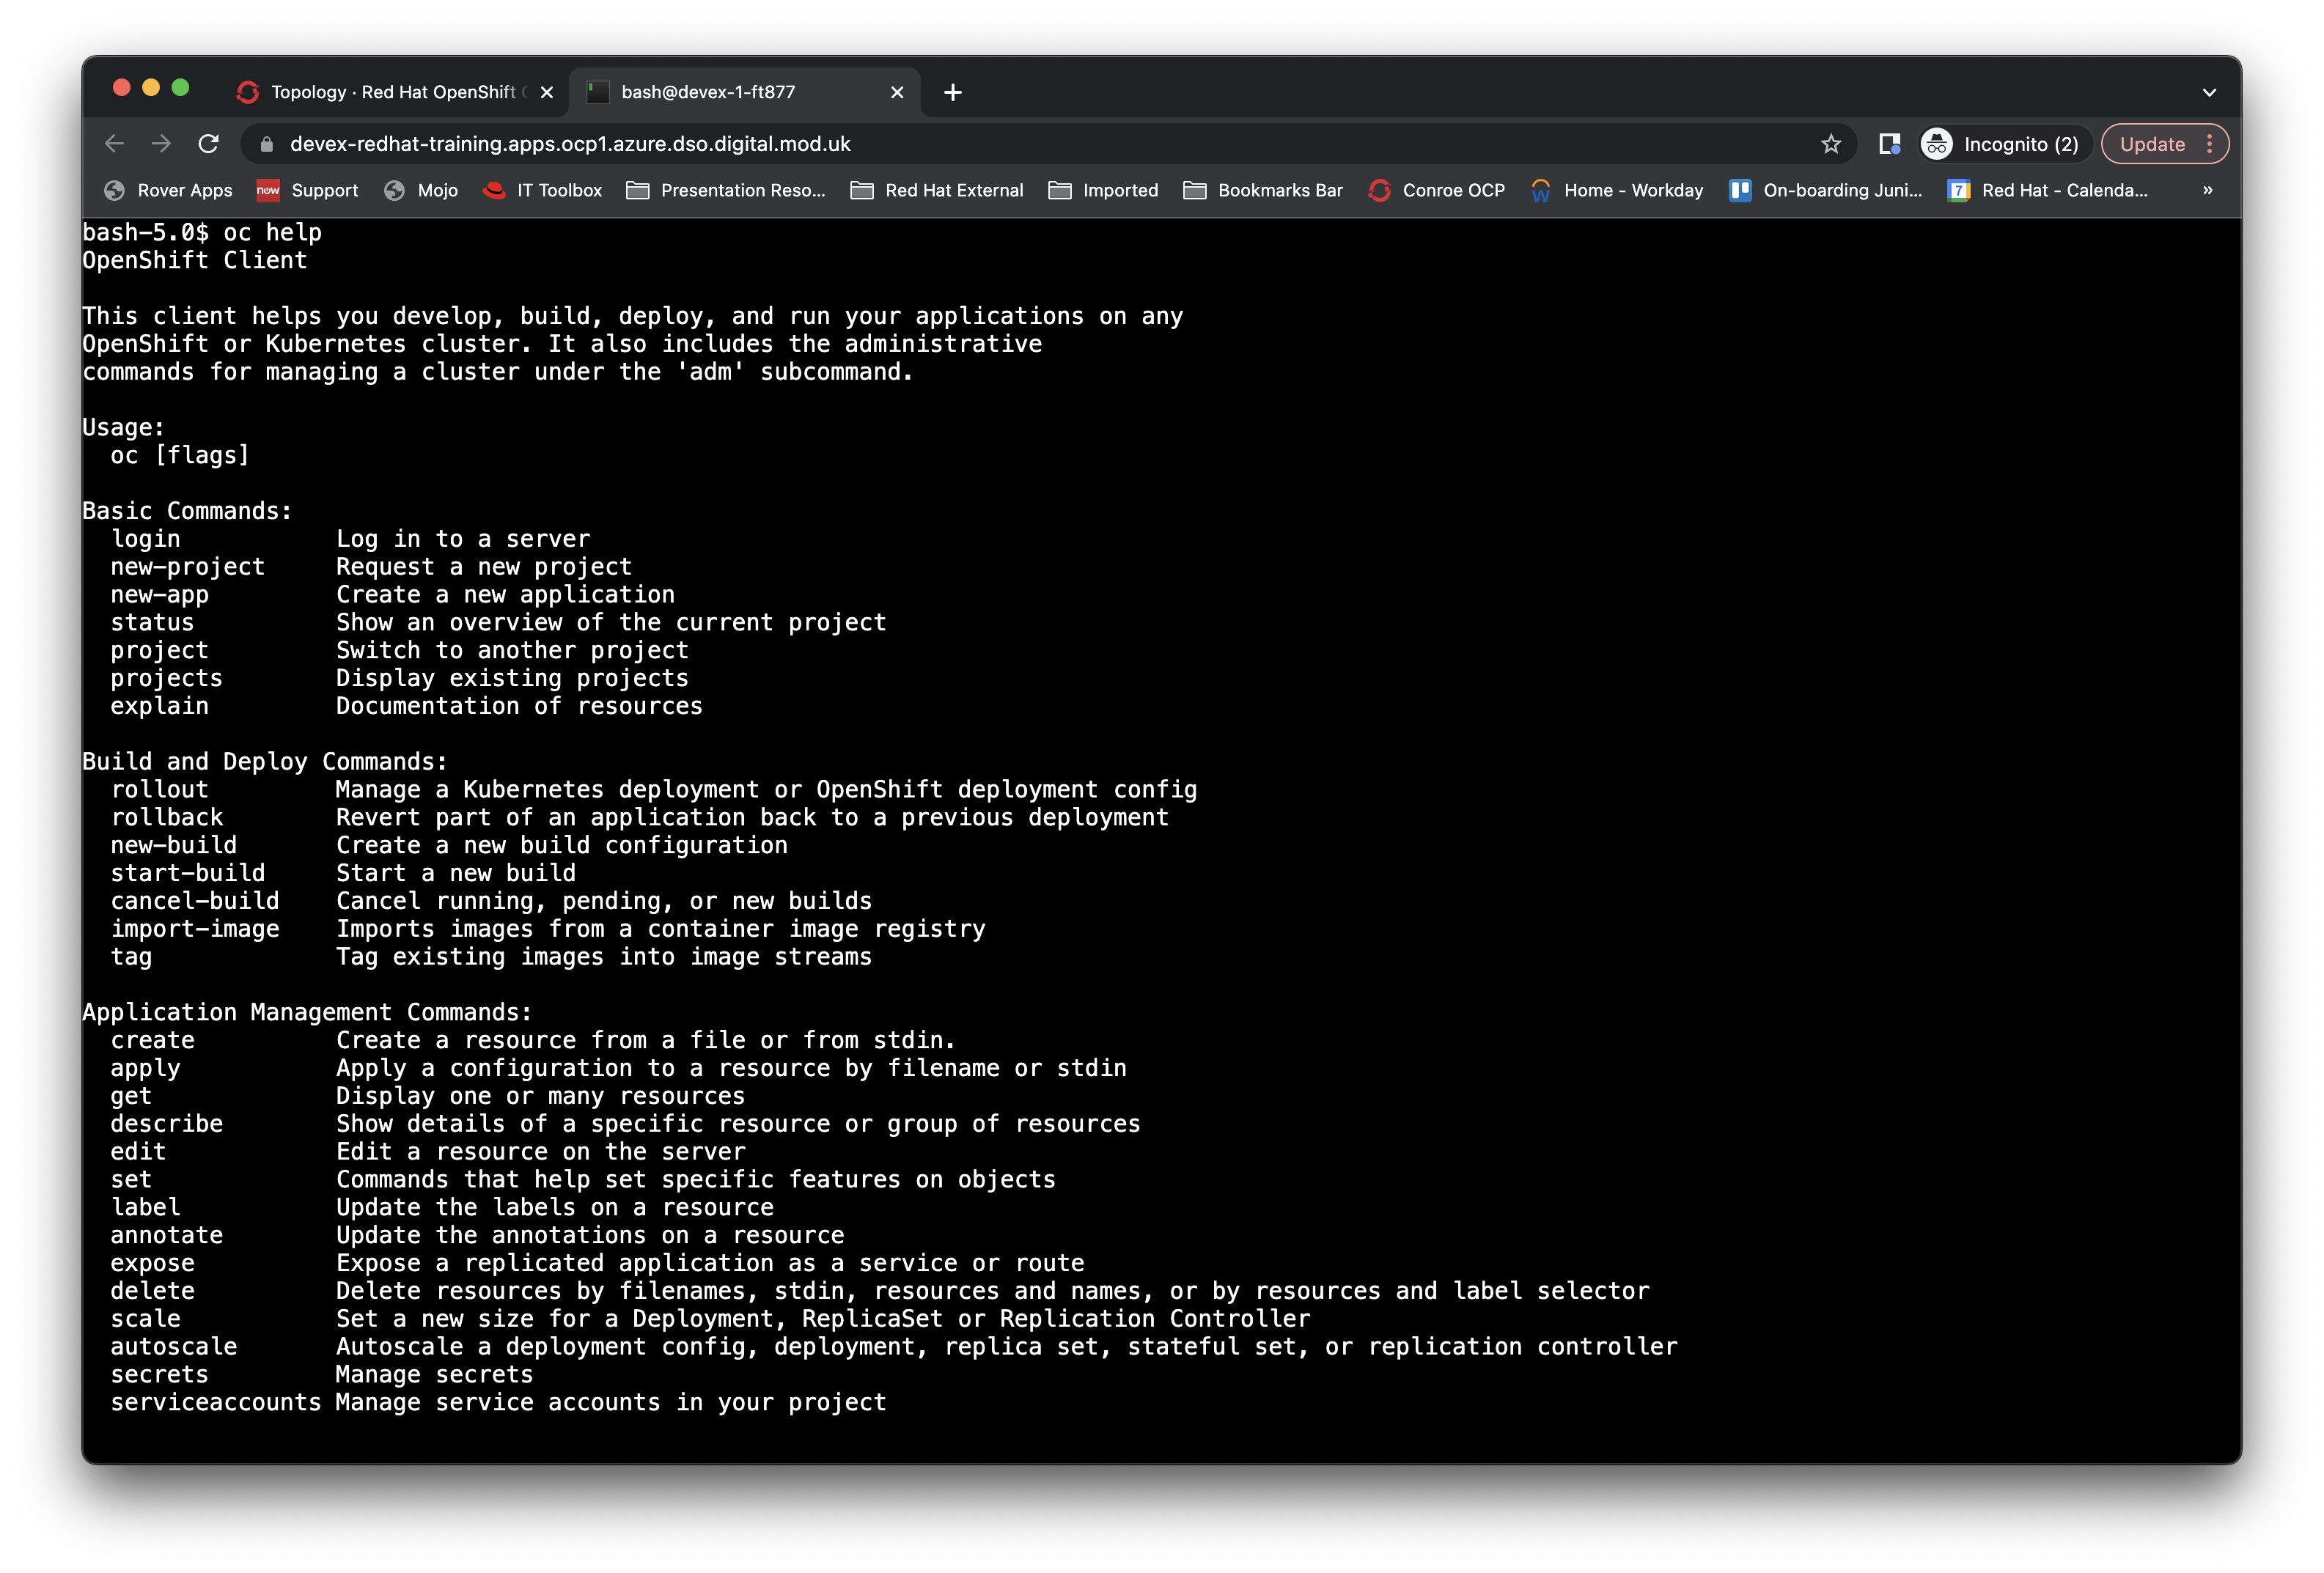 Topology · Red Hat OpenShift
bash@devex-1-ft877
devex-redhat-training.apps.ocp1.azure.dso.digital.mod.uk
Incognito (2)
Update
Rover Apps
now
Support
Mojo
IT Toolbox
Presentation Reso...
Red Hat External
Imported
Bookmarks Bar
Conroe OCP
W
Home - Workday
On-boarding Juni...
7
Red Hat - Calenda...
»
bash-5.0$ oc help
OpenShift Client
This client helps you develop, build, deploy, and run your applications on any
OpenShift or Kubernetes cluster. It also includes the administrative
commands for managing a cluster under the 'adm' subcommand.
Usage:
  oc [flags]
Basic Commands:
  login           Log in to a server
  new-project     Request a new project
  new-app         Create a new application
  status          Show an overview of the current project
  project         Switch to another project
  projects        Display existing projects
  explain         Documentation of resources
Build and Deploy Commands:
  rollout         Manage a Kubernetes deployment or OpenShift deployment config
  rollback        Revert part of an application back to a previous deployment
  new-build       Create a new build configuration
  start-build     Start a new build
  cancel-build    Cancel running, pending, or new builds
  import-image    Imports images from a container image registry
  tag             Tag existing images into image streams
Application Management Commands:
  create          Create a resource from a file or from stdin.
  apply           Apply a configuration to a resource by filename or stdin
  get             Display one or many resources
  describe        Show details of a specific resource or group of resources
  edit            Edit a resource on the server
  set             Commands that help set specific features on objects
  label           Update the labels on a resource
  annotate        Update the annotations on a resource
  expose          Expose a replicated application as a service or route
  delete          Delete resources by filenames, stdin, resources and names, or by resources and label selector
  scale           Set a new size for a Deployment, ReplicaSet or Replication Controller
  autoscale       Autoscale a deployment config, deployment, replica set, stateful set, or replication controller
  secrets         Manage secrets
  serviceaccounts Manage service accounts in your project